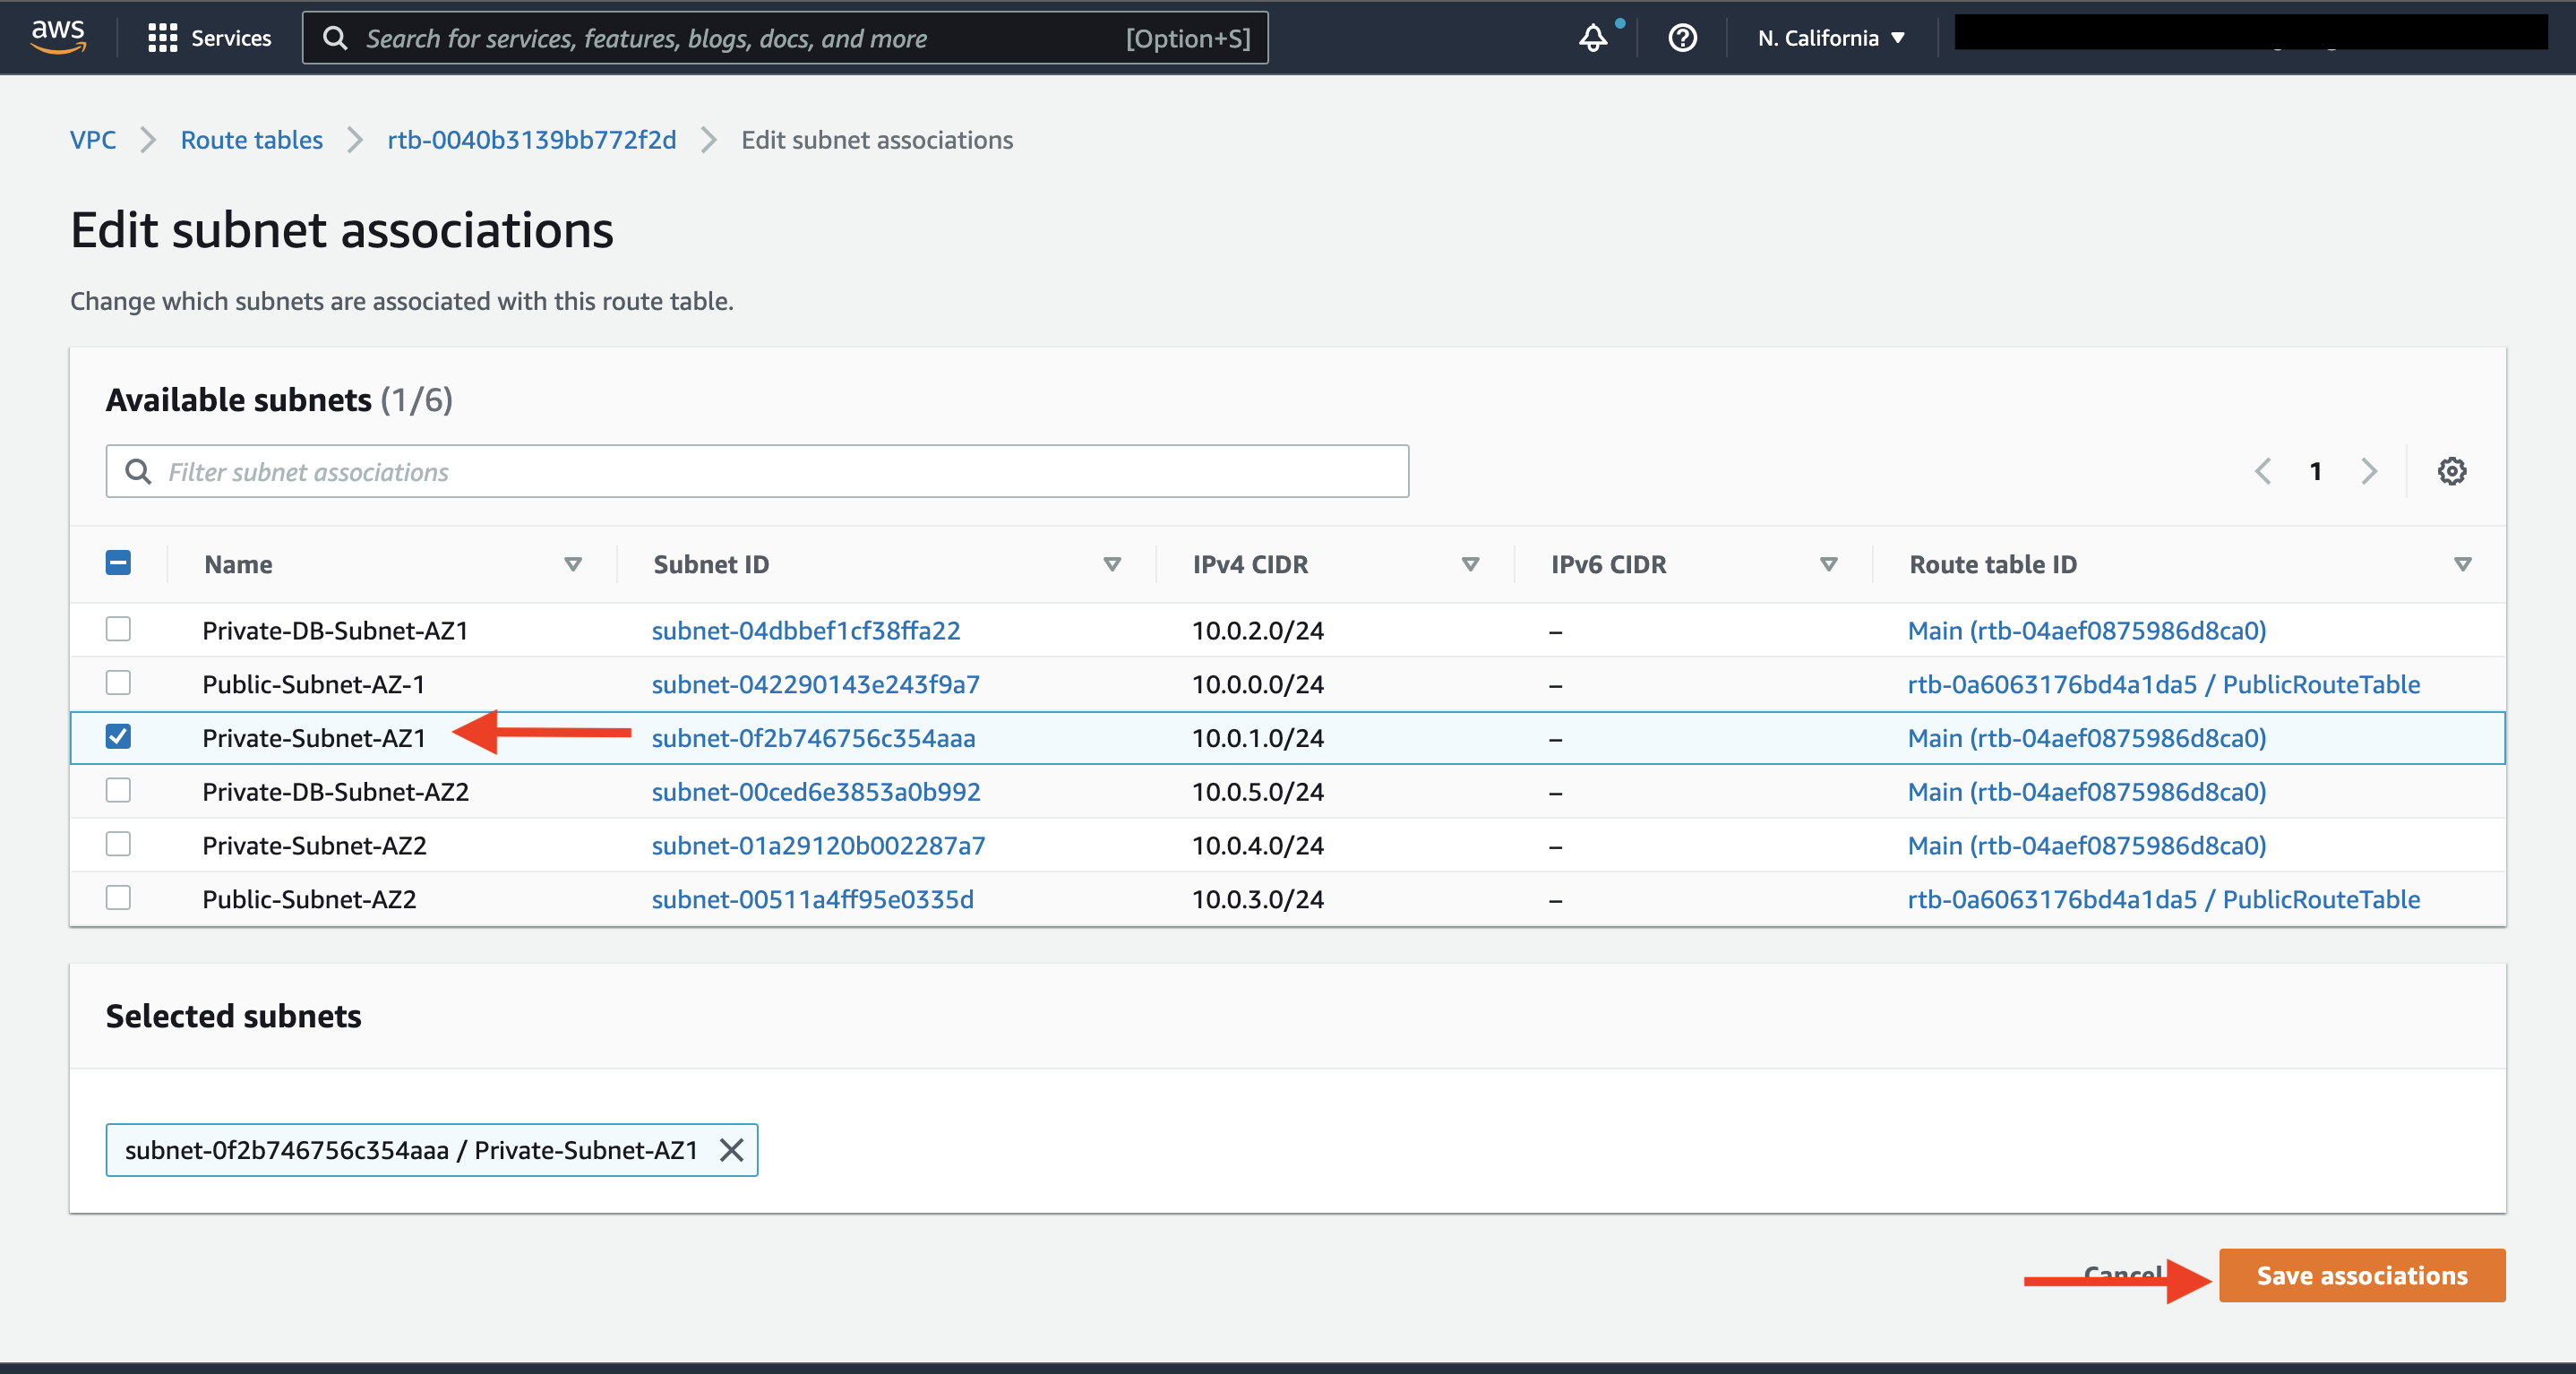 aws Services Search for services, features, blogs, docs, and more [Option+S] N. California
VPC Route tables rtb-0040b3139bb772f2d Edit subnet associations
Edit subnet associations
Change which subnets are associated with this route table.
Available subnets (1/6)
Filter subnet associations 1
Name Subnet ID IPv4 CIDR IPv6 CIDR Route table ID
Private-DB-Subnet-AZ1 subnet-04dbbef1cf38ffa22 10.0.2.0/24 – Main (rtb-04aef0875986d8ca0)
Public-Subnet-AZ-1 subnet-042290143e243f9a7 10.0.0.0/24 – rtb-0a6063176bd4a1da5 / PublicRouteTable
Private-Subnet-AZ1 subnet-0f2b746756c354aaa 10.0.1.0/24 – Main (rtb-04aef0875986d8ca0)
Private-DB-Subnet-AZ2 subnet-00ced6e3853a0b992 10.0.5.0/24 – Main (rtb-04aef0875986d8ca0)
Private-Subnet-AZ2 subnet-01a29120b002287a7 10.0.4.0/24 – Main (rtb-04aef0875986d8ca0)
Public-Subnet-AZ2 subnet-00511a4ff95e0335d 10.0.3.0/24 – rtb-0a6063176bd4a1da5 / PublicRouteTable
Selected subnets
subnet-0f2b746756c354aaa / Private-Subnet-AZ1
Cancel Save associations